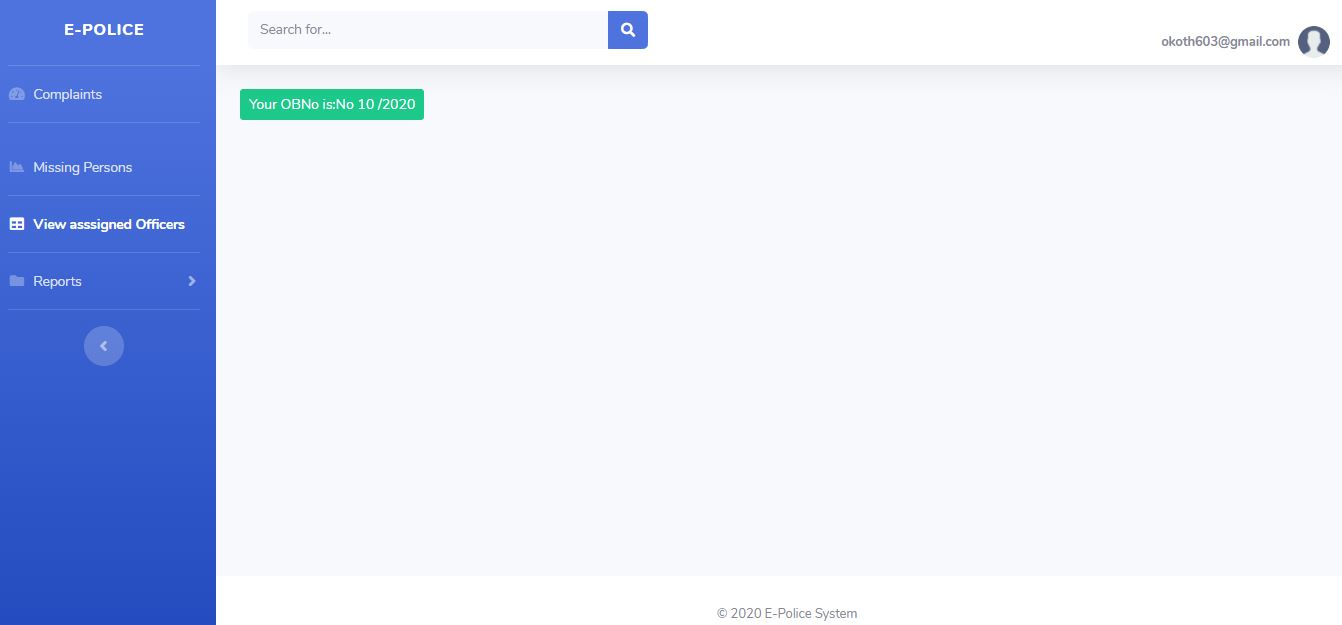 E-POLICE
Search for...
okoth603@gmail.com
Complaints
Your OBNo is:No 10 /2020
Missing Persons
View asssigned Officers
Reports
© 2020 E-Police System